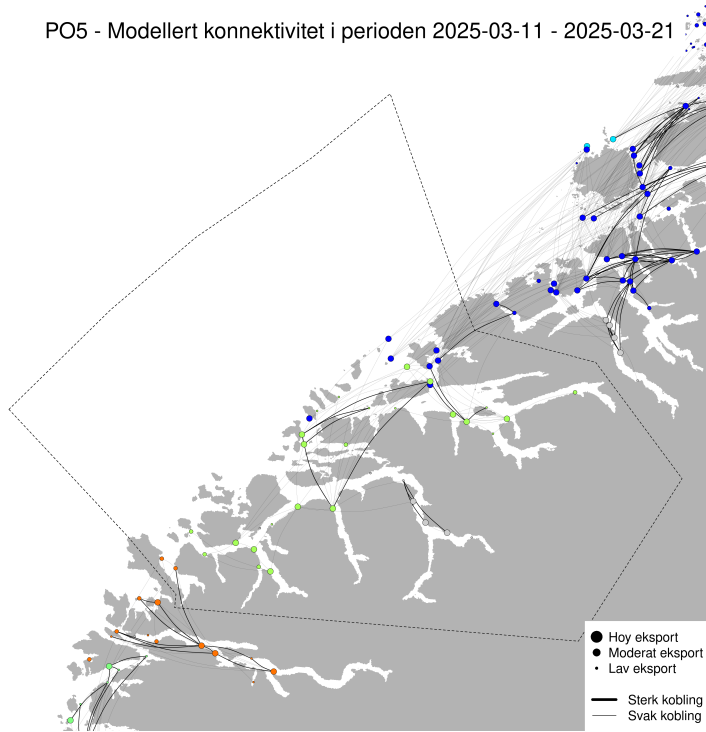 PO5 - Modellert konnektivitet i perioden 2025-03-11 - 2025-03-21
Hoy eksport
Moderat eksport
Lav eksport
Sterk kobling
Svak kobling